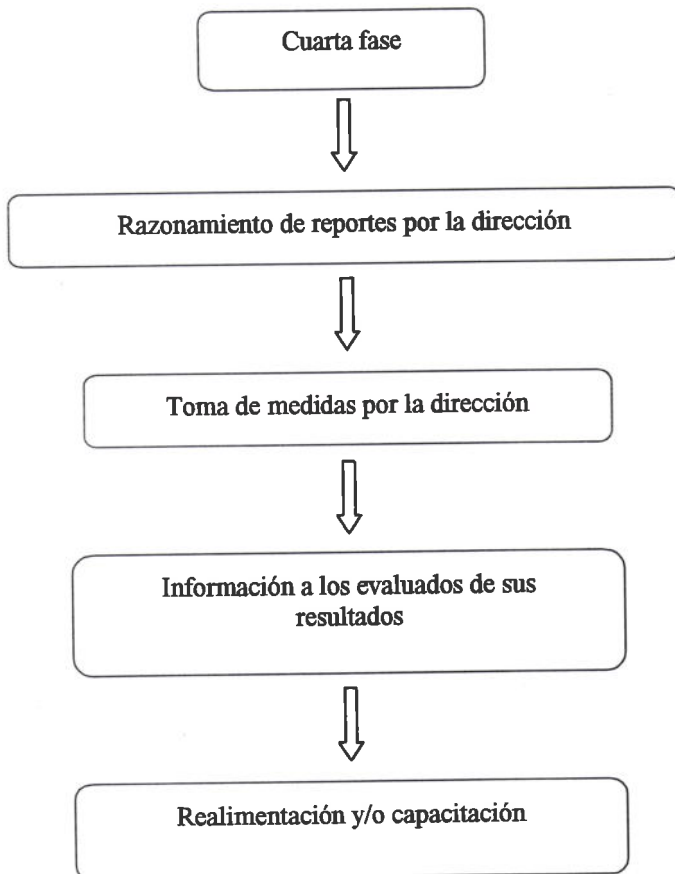 Cuarta fase
Razonamiento de reportes por la dirección
Toma de medidas por la dirección
Información a los evaluados de sus
resultados
Realimentación y/o capacitación